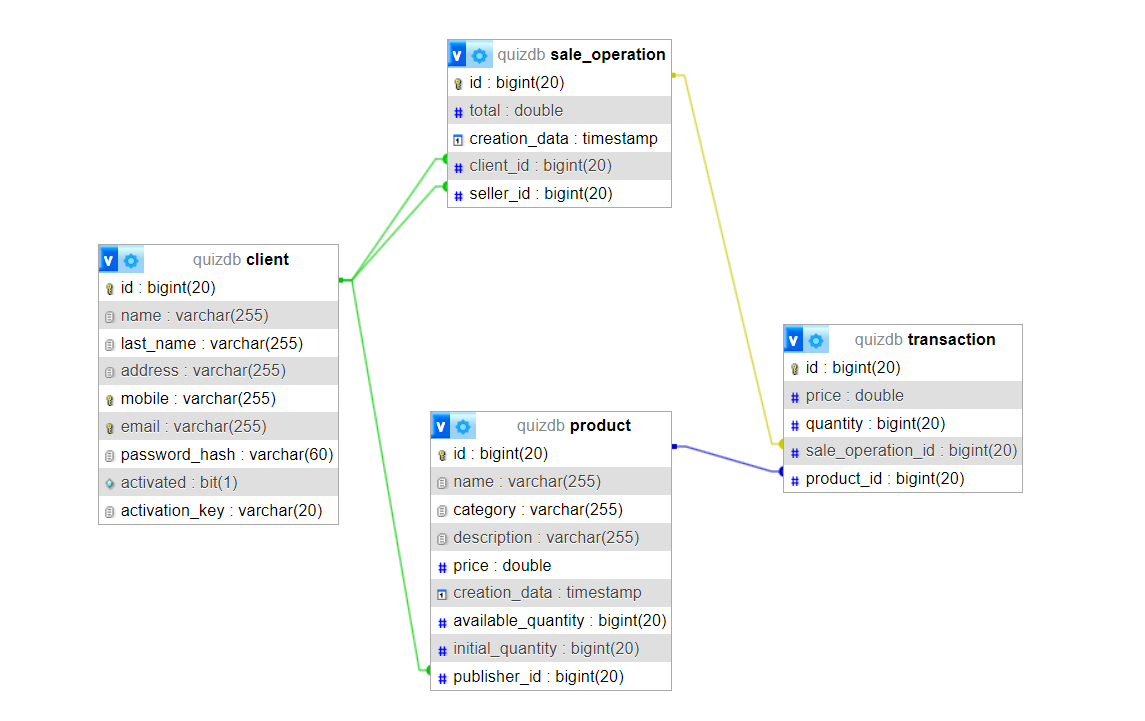 v quizdb sale_operation
id : bigint(20)
# total : double
creation_data : timestamp
# client_id : bigint(20)
# seller_id : bigint(20)
v quizdb client
id : bigint(20)
name : varchar(255)
last_name : varchar(255)
address : varchar(255)
mobile : varchar(255)
email : varchar(255)
password_hash : varchar(60)
activated : bit(1)
activation_key : varchar(20)
v quizdb product
id : bigint(20)
name : varchar(255)
category : varchar(255)
description : varchar(255)
# price : double
creation_data : timestamp
# available_quantity : bigint(20)
# initial_quantity : bigint(20)
# publisher_id : bigint(20)
v quizdb transaction
id : bigint(20)
# price : double
# quantity : bigint(20)
# sale_operation_id : bigint(20)
# product_id : bigint(20)